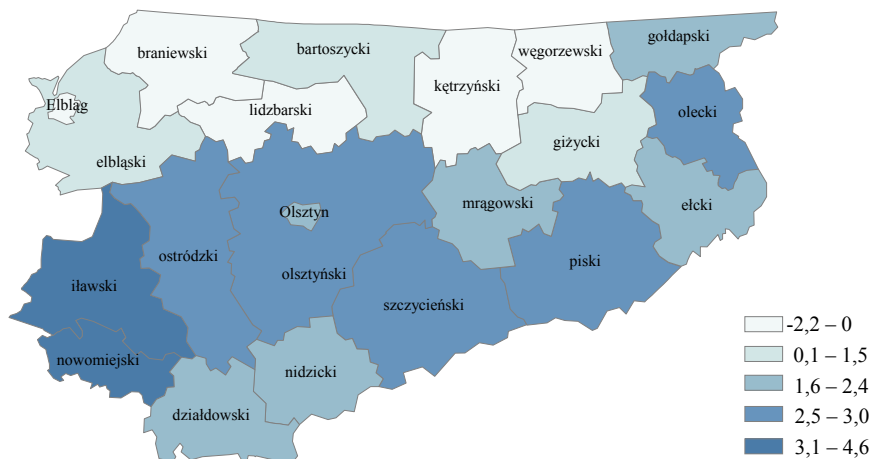 gołdapski
węgorzewski
braniewski
bartoszycki
kętrzyński
Elbląg
lidzbarski
olecki
giżycki
elbląski
mrągowski
ełcki
Olsztyn
ostródzki
olsztyński
piski
iławski
szczycieński
nowomiejski
nidzicki
działdowski
-2,2 – 0
0,1 – 1,5
1,6 – 2,4
2,5 – 3,0
3,1 – 4,6